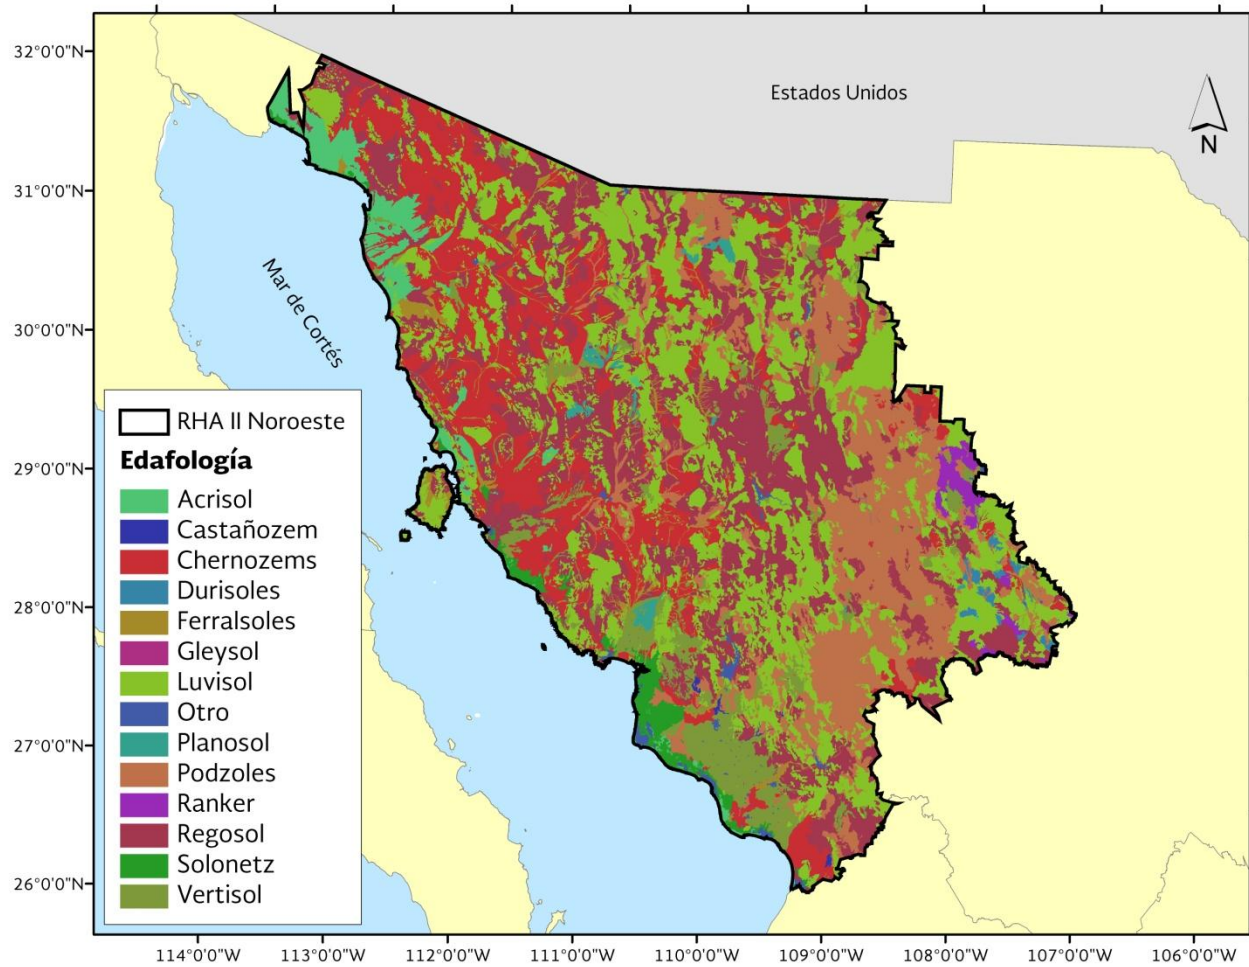 Estados Unidos
N
Mar de Cortés
32°0'0"N
31°0'0"N
30°0'0"N
29°0'0"N
28°0'0"N
27°0'0"N
26°0'0"N
RHA II Noroeste
Edafología
Acrisol
Castañozem
Chernozems
Durisoles
Ferralsoles
Gleysol
Luvisol
Otro
Planosol
Podzoles
Ranker
Regosol
Solonetz
Vertisol
114°0'0"W 113°0'0"W 112°0'0"W 111°0'0"W 110°0'0"W 109°0'0"W 108°0'0"W 107°0'0"W 106°0'0"W